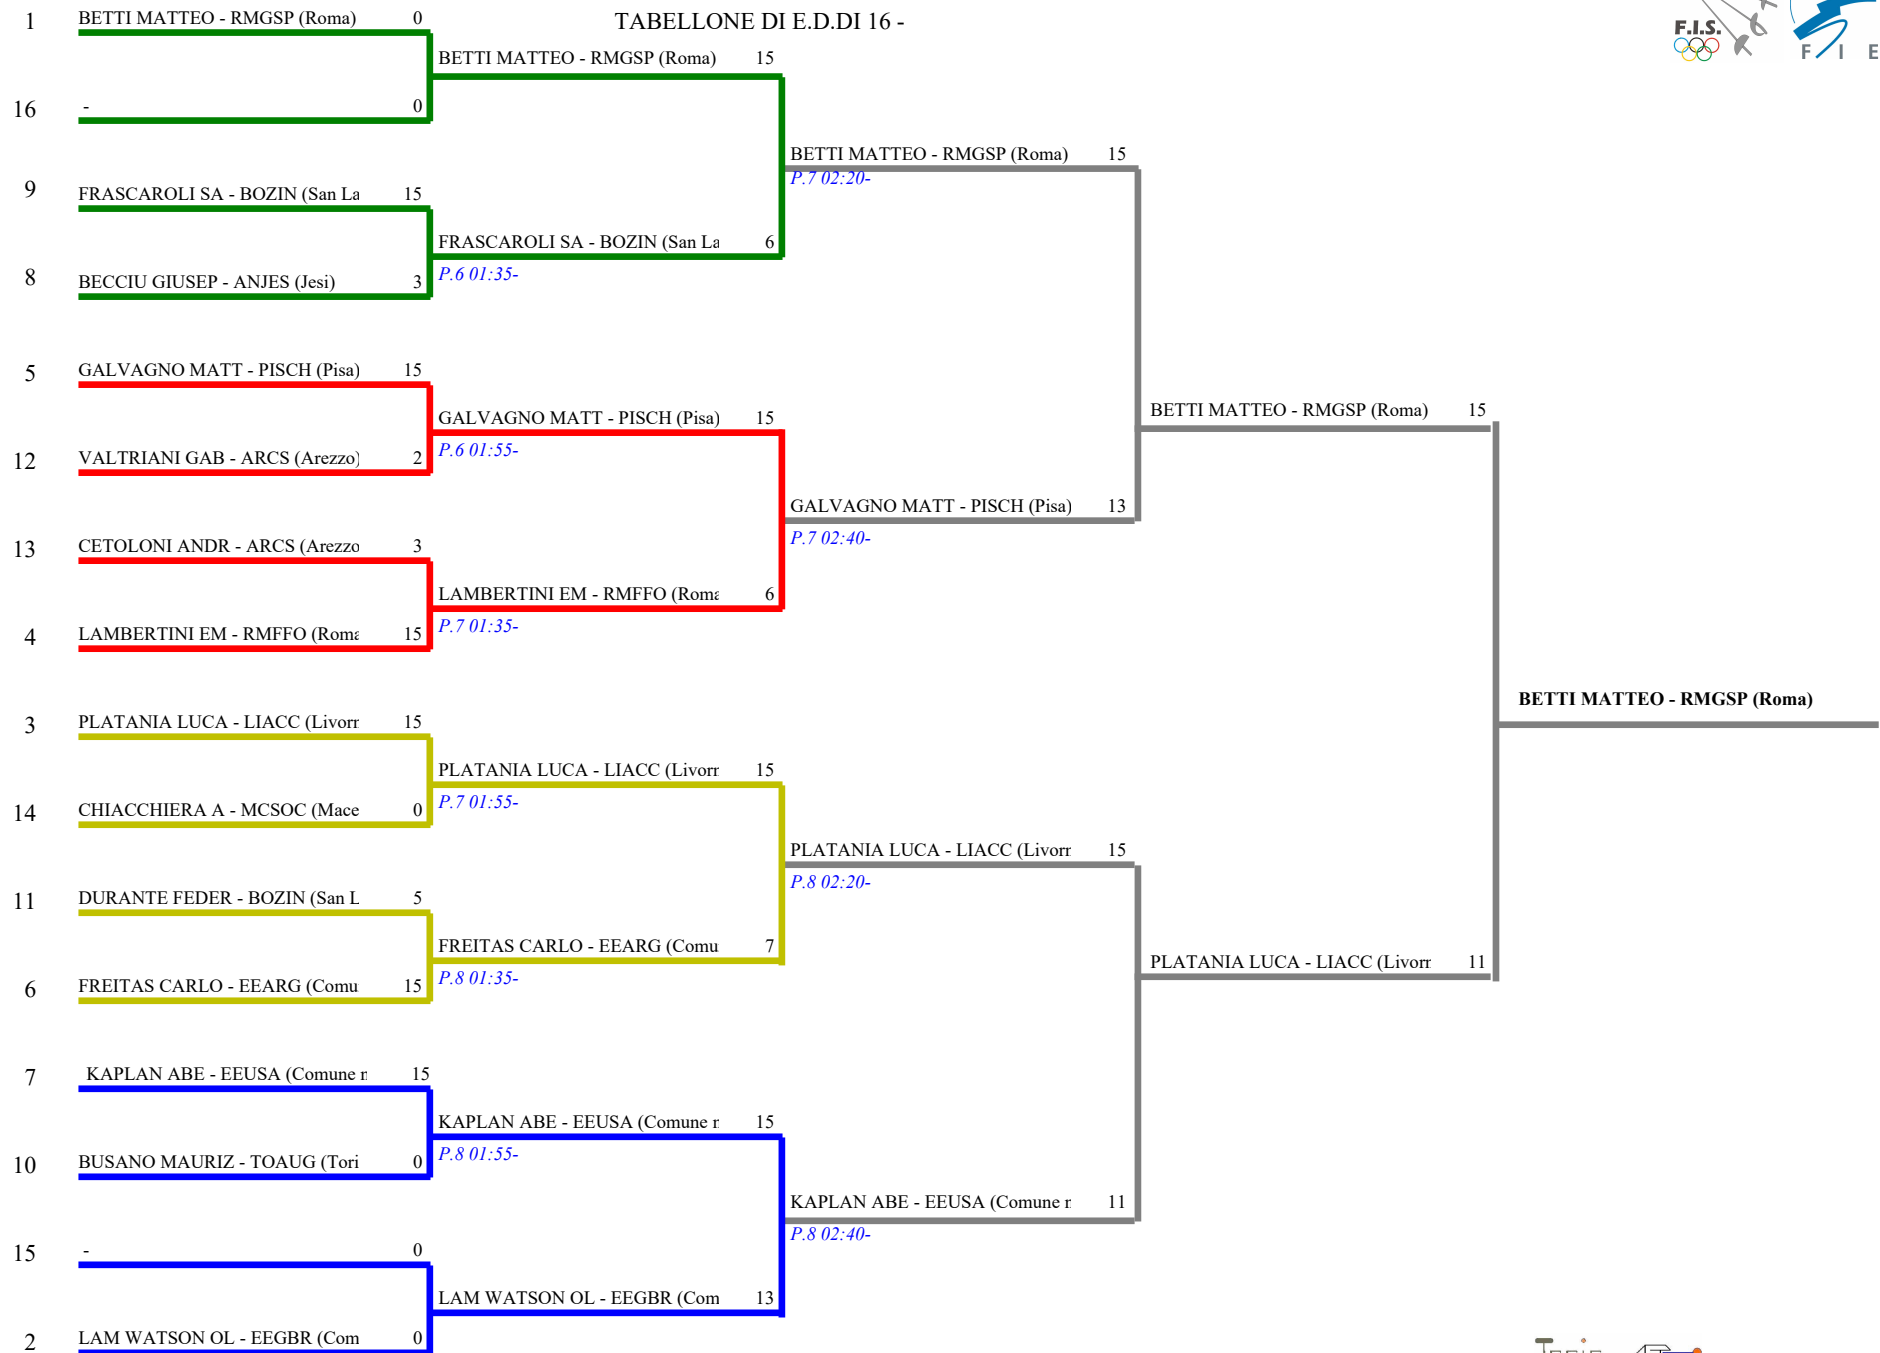 1 BETTI MATTEO - RMGSP (Roma) 0
TABELLONE DI E.D.DI 16 -
F.I.S.
F I E
BETTI MATTEO - RMGSP (Roma) 15
16 - 0
BETTI MATTEO - RMGSP (Roma) 15
P.7 02:20-
9 FRASCAROLI SA - BOZIN (San La 15
FRASCAROLI SA - BOZIN (San La 6
P.6 01:35-
8 BECCIU GIUSEP - ANJES (Jesi) 3
5 GALVAGNO MATT - PISCH (Pisa) 15
BETTI MATTEO - RMGSP (Roma) 15
GALVAGNO MATT - PISCH (Pisa) 15
P.6 01:55-
12 VALTRIANI GAB - ARCS (Arezzo) 2
GALVAGNO MATT - PISCH (Pisa) 13
P.7 02:40-
13 CETOLONI ANDR - ARCS (Arezzo 3
LAMBERTINI EM - RMFFO (Roma 6
P.7 01:35-
4 LAMBERTINI EM - RMFFO (Roma 15
BETTI MATTEO - RMGSP (Roma)
3 PLATANIA LUCA - LIACC (Livorr 15
PLATANIA LUCA - LIACC (Livorr 15
P.7 01:55-
14 CHIACCHIERA A - MCSOC (Mace 0
PLATANIA LUCA - LIACC (Livorr 15
P.8 02:20-
11 DURANTE FEDER - BOZIN (San L 5
FREITAS CARLO - EEARG (Comu 7
P.8 01:35-
PLATANIA LUCA - LIACC (Livorr 11
6 FREITAS CARLO - EEARG (Comu 15
7 KAPLAN ABE - EEUSA (Comune r 15
KAPLAN ABE - EEUSA (Comune r 15
P.8 01:55-
10 BUSANO MAURIZ - TOAUG (Tori 0
KAPLAN ABE - EEUSA (Comune r 11
P.8 02:40-
15 - 0
LAM WATSON OL - EEGBR (Com 13
2 LAM WATSON OL - EEGBR (Com 0